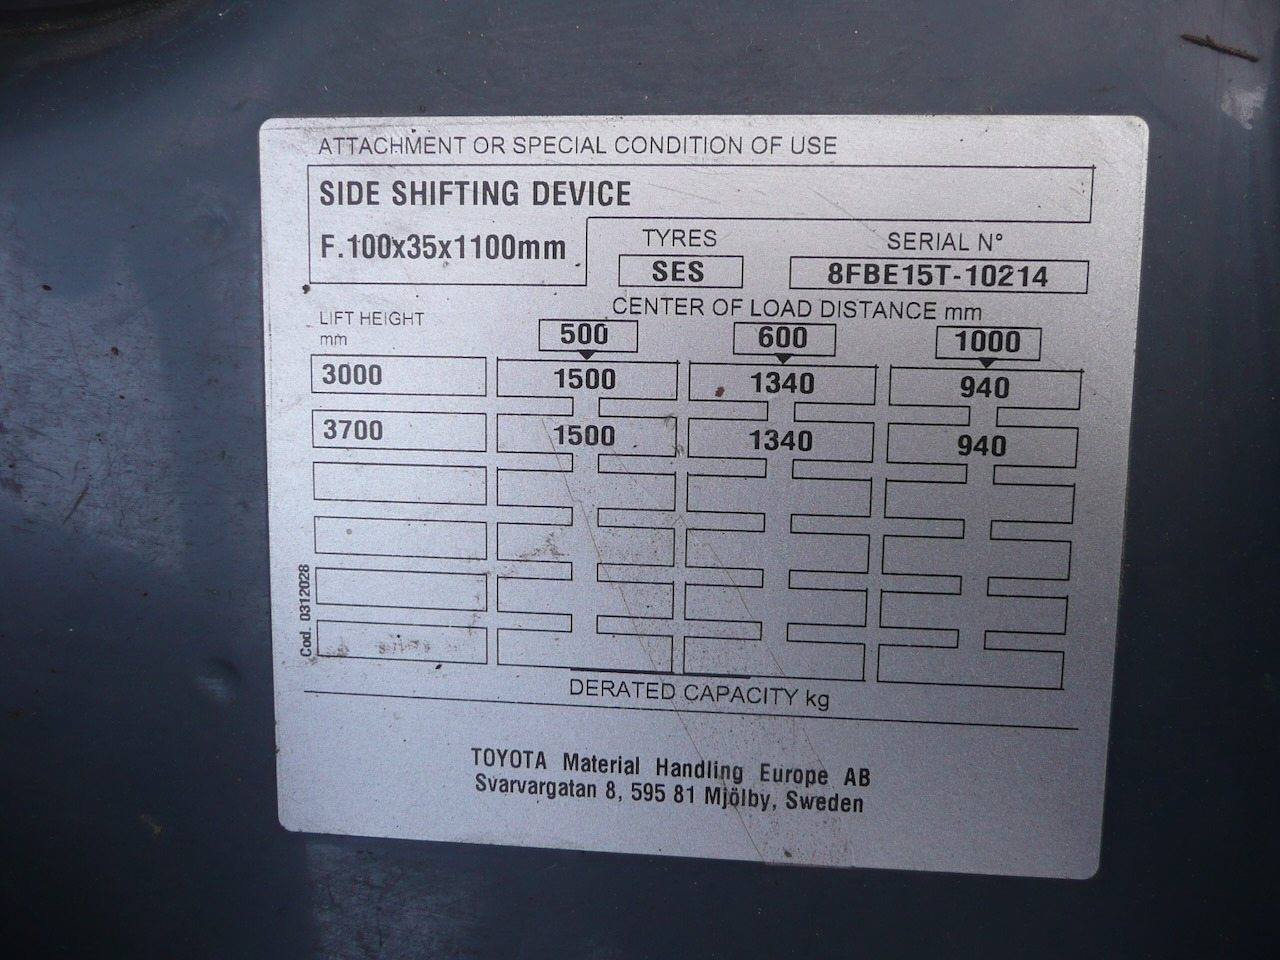 ATTACHMENT OR SPECIAL CONDITION OF USE
SIDE SHIFTING DEVICE
F.100x35x1100mm
TYRES
SES
SERIAL N°
8FBE15T-10214
CENTER OF LOAD DISTANCE mm
LIFT HEIGHT
mm
500 600 1000
3000 1500 1340 940
3700 1500 1340 940
Cod. 0312028
DERATED CAPACITY kg
TOYOTA Material Handling Europe AB
Svarvargatan 8, 595 81 Mjölby, Sweden